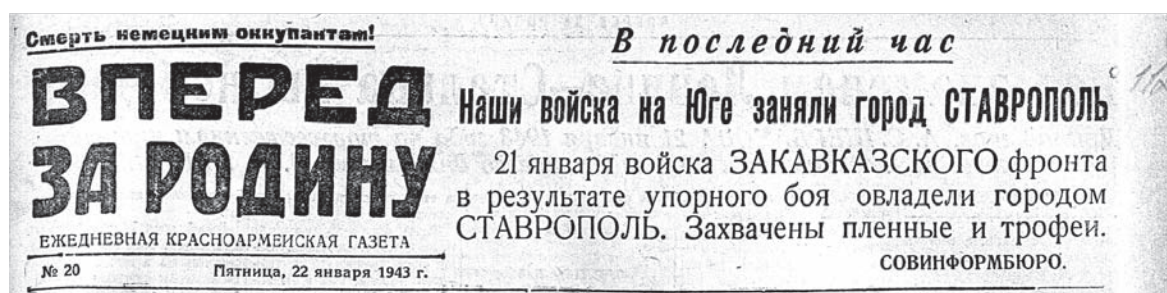 Смерть немецким оккупантам!
ВПЕРЕД
ЗА РОДИНУ
ЕЖЕДНЕВНАЯ КРАСНОАРМЕЙСКАЯ ГАЗЕТА
№ 20 Пятница, 22 января 1943 г.
В последний час
Наши войска на Юге заняли город СТАВРОПОЛЬ
21 января войска ЗАКАВКАЗСКОГО фронта
в результате упорного боя овладели городом
СТАВРОПОЛЬ. Захвачены пленные и трофеи.
СОВИНФОРМБЮРО.